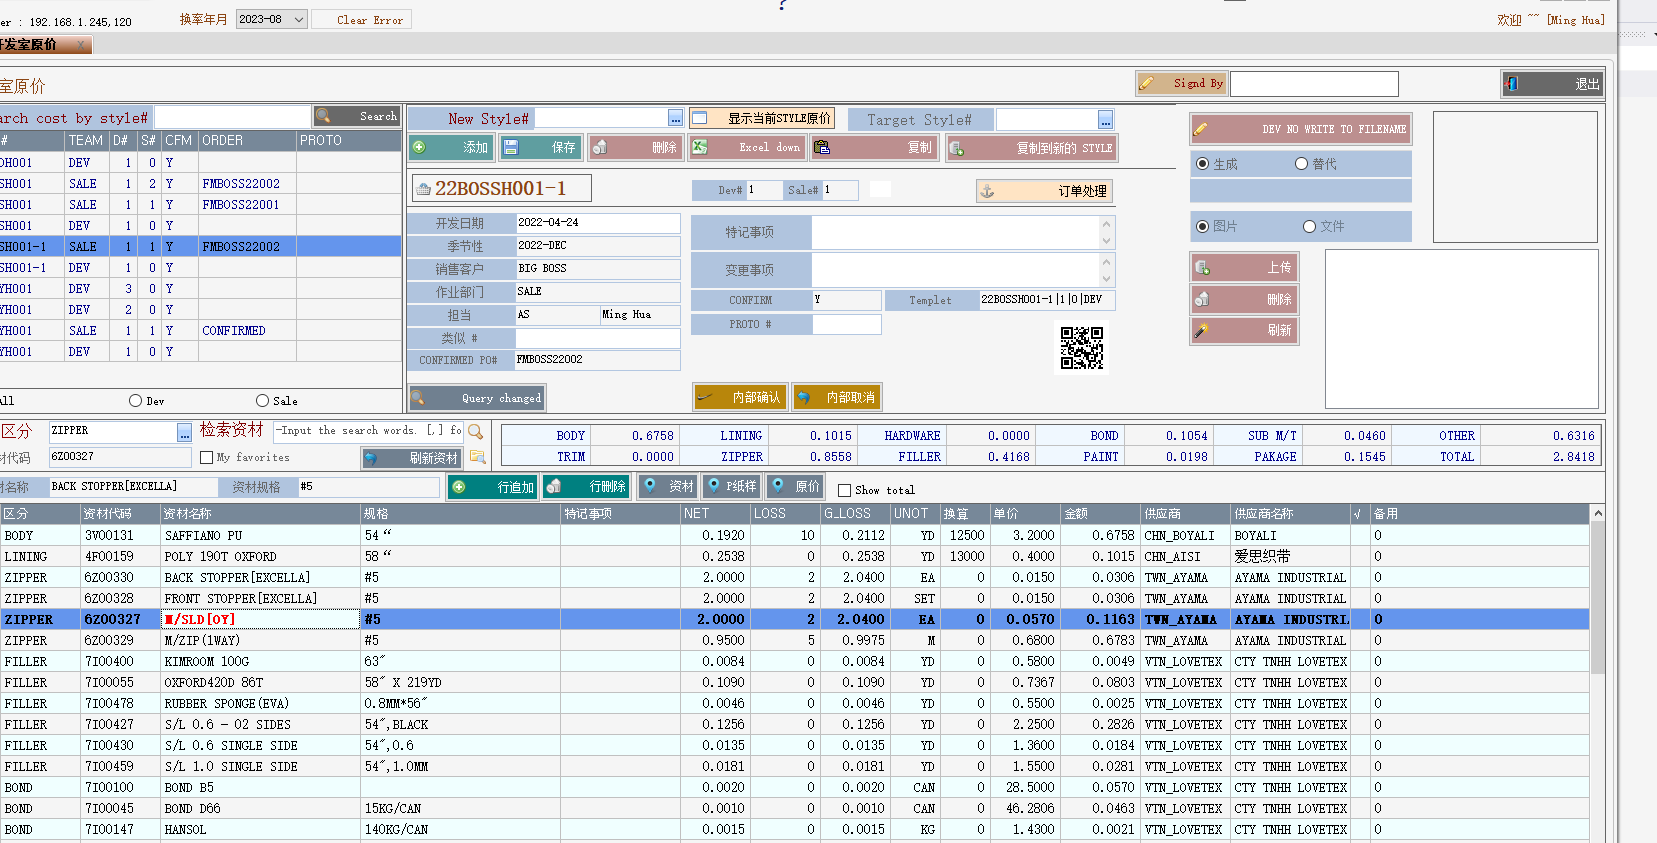 ?
er : 192.168.1.245,120 换率年月 2023-08 Clear Error 欢迎 ~~ [Ming Hua]
开发室原价 x
室原价 Signd By 退出
arch cost by style# Search
New Style# ... 显示当前STYLE原价 Target Style# ...
添加 保存 删除 Excel down 复制 复制到新的 STYLE
# TEAM D# S# CFM ORDER PROTO
OH001 DEV 1 0 Y
SH001 SALE 1 2 Y FMBOSS22002
SH001 SALE 1 1 Y FMBOSS22001
SH001 DEV 1 0 Y
SH001-1 SALE 1 1 Y FMBOSS22002
SH001-1 DEV 1 0 Y
YH001 DEV 3 0 Y
YH001 DEV 2 0 Y
YH001 SALE 1 1 Y CONFIRMED
YH001 DEV 1 0 Y
All Dev Sale
22BOSSH001-1 Dev# 1 Sale# 1 订单处理
开发日期 2022-04-24
季节性 2022-DEC
销售客户 BIG BOSS
作业部门 SALE
担当 AS Ming Hua
类似 #
CONFIRMED PO# FMBOSS22002
特记事项
变更事项
CONFIRM Y Templet 22BOSSH001-1|1|0|DEV
PROTO #
Query changed 内部确认 内部取消
DEV NO WRITE TO FILENAME
生成 替代
图片 文件
上传
删除
刷新
区分 ZIPPER ... 检索资材 -Input the search words. [,] fo
材代码 6Z00327 My favorites 刷新资材
BODY 0.6758 LINING 0.1015 HARDWARE 0.0000 BOND 0.1054 SUB M/T 0.0460 OTHER 0.6316
TRIM 0.0000 ZIPPER 0.8558 FILLER 0.4168 PAINT 0.0198 PAKAGE 0.1545 TOTAL 2.8418
材名称 BACK STOPPER[EXCELLA] 资材规格 #5 行追加 行删除 资材 P纸样 原价 Show total
区分 资材代码 资材名称 规格 特记事项 NET LOSS G_LOSS UNOT 换算 单价 金额 供应商 供应商名称 √ 备用
BODY 3V00131 SAFFIANO PU 54 “ 0.1920 10 0.2112 YD 12500 3.2000 0.6758 CHN_BOYALI BOYALI 0
LINING 4F00159 POLY 190T OXFORD 58 “ 0.2538 0 0.2538 YD 13000 0.4000 0.1015 CHN_AISI 爱思织带 0
ZIPPER 6Z00330 BACK STOPPER[EXCELLA] #5 2.0000 2 2.0400 EA 0 0.0150 0.0306 TWN_AYAMA AYAMA INDUSTRIAL 0
ZIPPER 6Z00328 FRONT STOPPER[EXCELLA] #5 2.0000 2 2.0400 SET 0 0.0150 0.0306 TWN_AYAMA AYAMA INDUSTRIAL 0
ZIPPER 6Z00327 M/SLD[OY] #5 2.0000 2 2.0400 EA 0 0.0570 0.1163 TWN_AYAMA AYAMA INDUSTRI. 0
ZIPPER 6Z00329 M/ZIP(1WAY) #5 0.9500 5 0.9975 M 0 0.6800 0.6783 TWN_AYAMA AYAMA INDUSTRIAL 0
FILLER 7I00400 KIMROOM 100G 63″ 0.0084 0 0.0084 YD 0 0.5800 0.0049 VTN_LOVETEX CTY TNHH LOVETEX 0
FILLER 7I00055 OXFORD420D 86T 58″ X 219YD 0.1090 0 0.1090 YD 0 0.7367 0.0803 VTN_LOVETEX CTY TNHH LOVETEX 0
FILLER 7I00478 RUBBER SPONGE(EVA) 0.8MM*56″ 0.0046 0 0.0046 YD 0 0.5500 0.0025 VTN_LOVETEX CTY TNHH LOVETEX 0
FILLER 7I00427 S/L 0.6 - 02 SIDES 54″,BLACK 0.1256 0 0.1256 YD 0 2.2500 0.2826 VTN_LOVETEX CTY TNHH LOVETEX 0
FILLER 7I00430 S/L 0.6 SINGLE SIDE 54″,0.6 0.0135 0 0.0135 YD 0 1.3600 0.0184 VTN_LOVETEX CTY TNHH LOVETEX 0
FILLER 7I00459 S/L 1.0 SINGLE SIDE 54″,1.0MM 0.0181 0 0.0181 YD 0 1.5500 0.0281 VTN_LOVETEX CTY TNHH LOVETEX 0
BOND 7I00100 BOND B5 0.0020 0 0.0020 CAN 0 28.5000 0.0570 VTN_LOVETEX CTY TNHH LOVETEX 0
BOND 7I00045 BOND D66 15KG/CAN 0.0010 0 0.0010 CAN 0 46.2806 0.0463 VTN_LOVETEX CTY TNHH LOVETEX 0
BOND 7I00147 HANSOL 140KG/CAN 0.0015 0 0.0015 KG 0 1.4300 0.0021 VTN_LOVETEX CTY TNHH LOVETEX 0